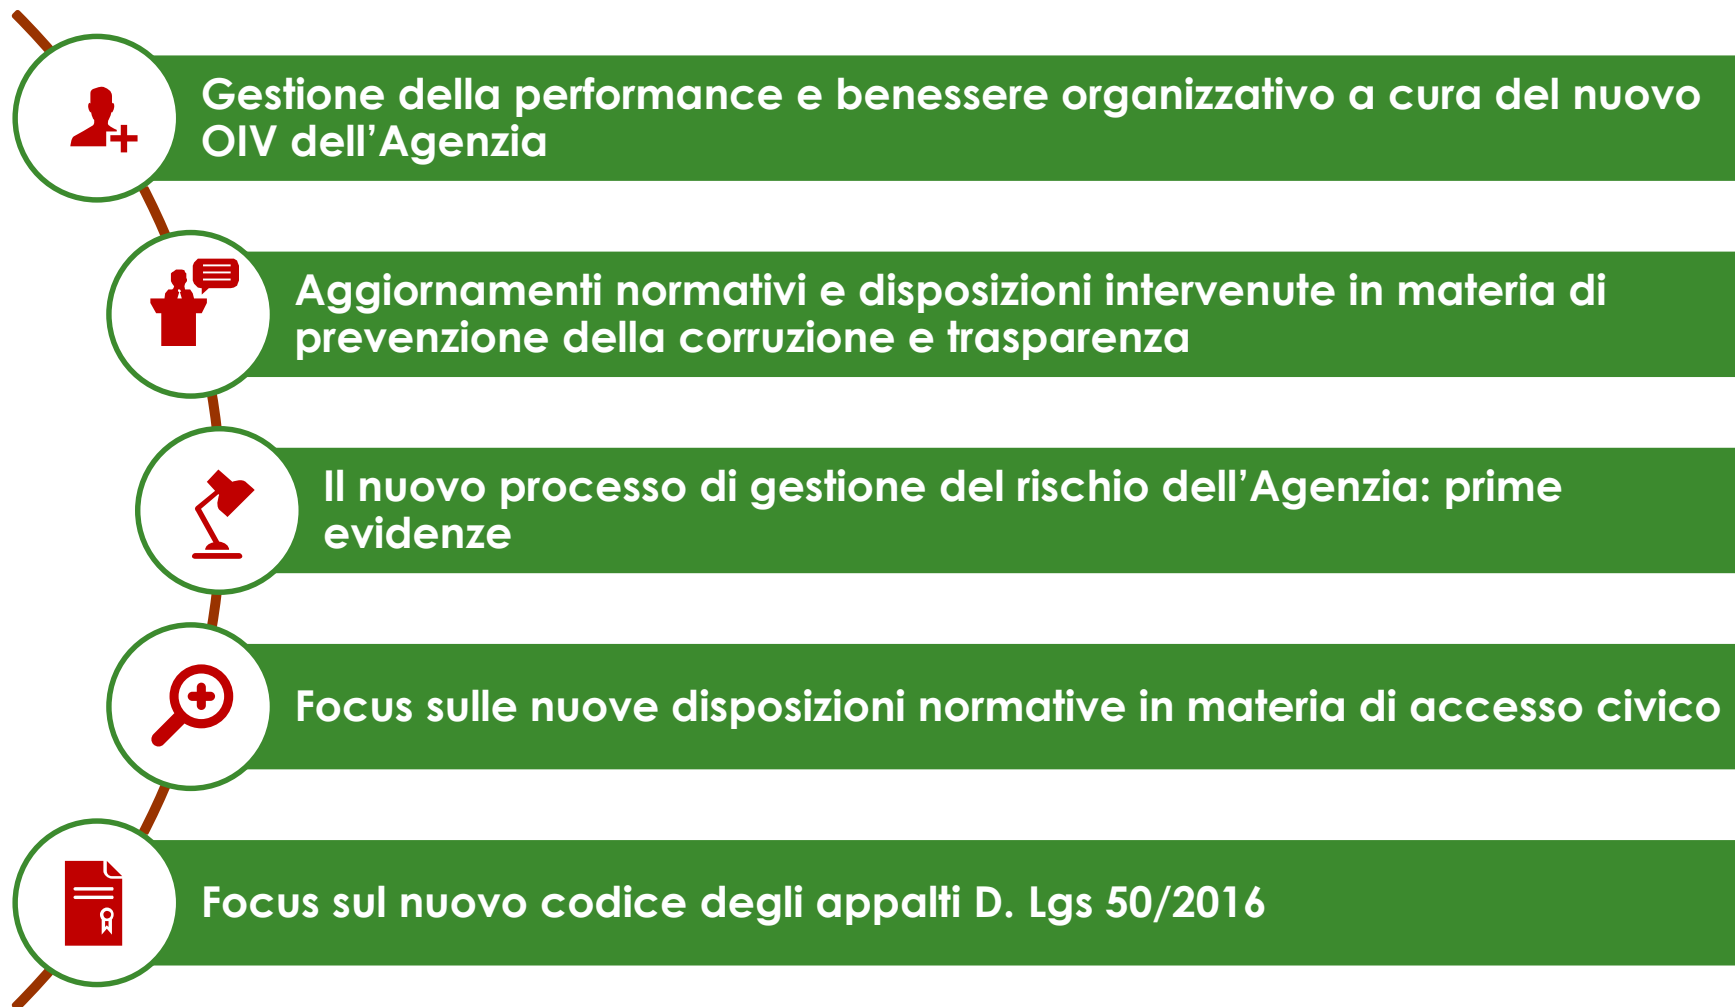 Gestione della performance e benessere organizzativo a cura del nuovo
OIV dell’Agenzia
Aggiornamenti normativi e disposizioni intervenute in materia di
prevenzione della corruzione e trasparenza
Il nuovo processo di gestione del rischio dell’Agenzia: prime
evidenze
Focus sulle nuove disposizioni normative in materia di accesso civico
Focus sul nuovo codice degli appalti D. Lgs 50/2016